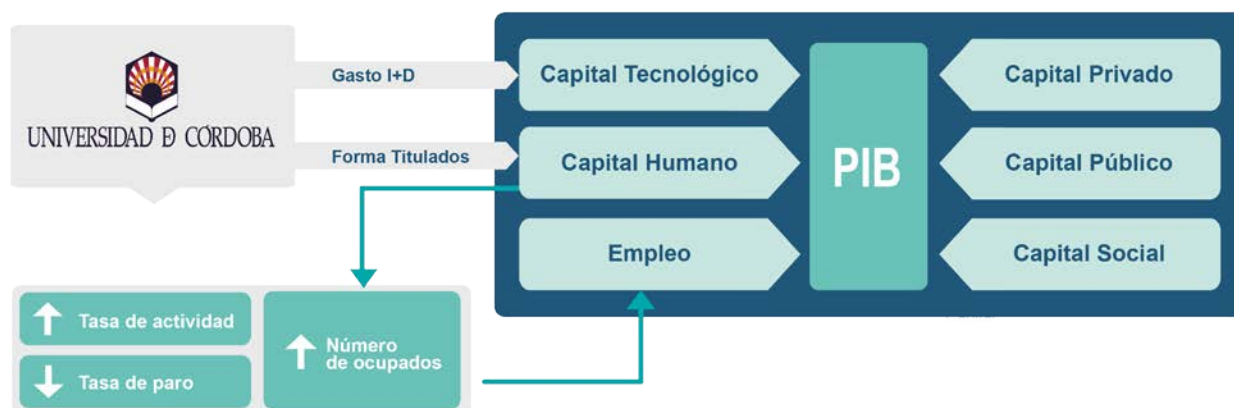 Gasto I+D
UNIVERSIDAD Đ CÓRDOBA
Forma Titulados
Capital Tecnológico
Capital Humano
Empleo
PIB
Capital Privado
Capital Público
Capital Social
Tasa de actividad
Tasa de paro
Número
de ocupados